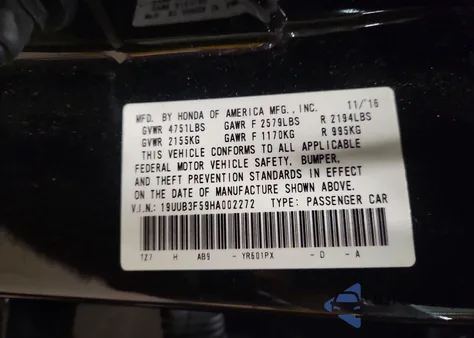 MFD. BY HONDA OF AMERICA MFG., INC. 11/'16
GVWR 4751LBS GAWR F 2579LBS R 2194LBS
GVWR 2155KG GAWR F 1170KG R 995KG
THIS VEHICLE CONFORMS TO ALL APPLICABLE
FEDERAL MOTOR VEHICLE SAFETY, BUMPER,
AND THEFT PREVENTION STANDARDS IN EFFECT
ON THE DATE OF MANUFACTURE SHOWN ABOVE.
V.I.N.: 19UUB3F59HA002272 TYPE: PASSENGER CAR
TZ7 H AB9 - YR601PX - D - A